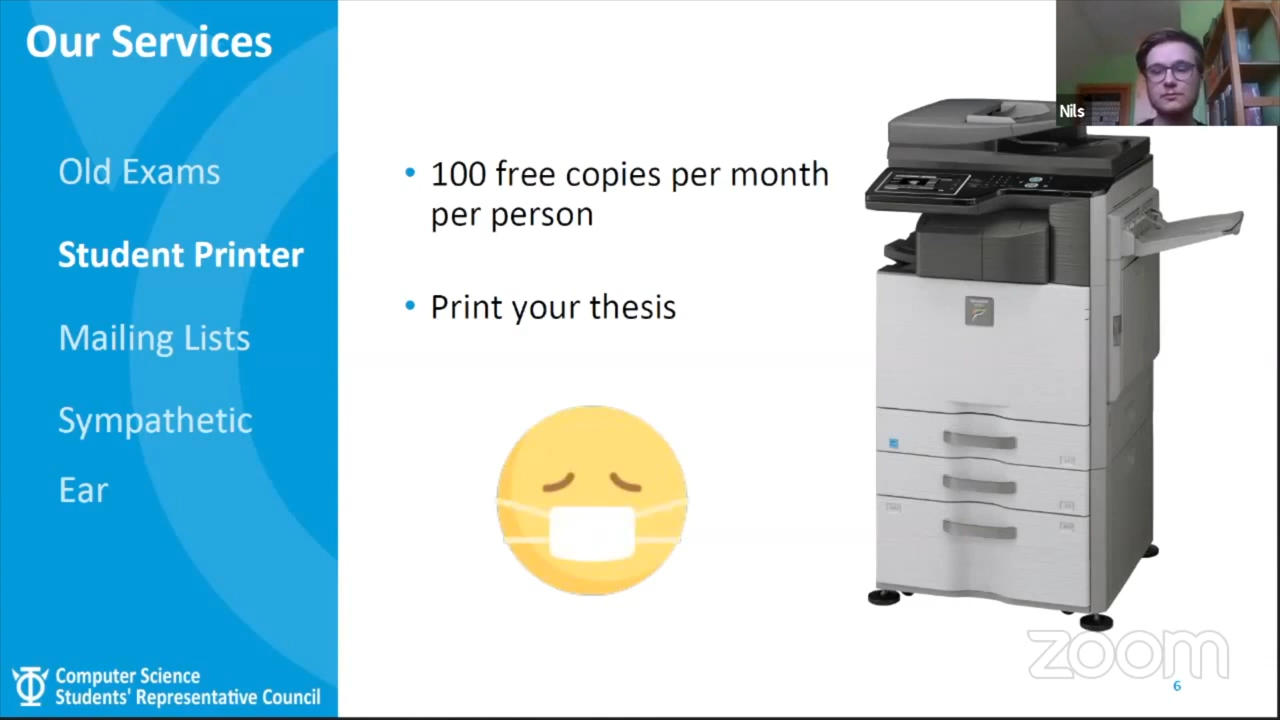 Our Services
Old Exams
Student Printer
Mailing Lists
Sympathetic
Ear
• 100 free copies per month
per person
• Print your thesis
Nils
zoom
6
Computer Science
Students' Representative Council